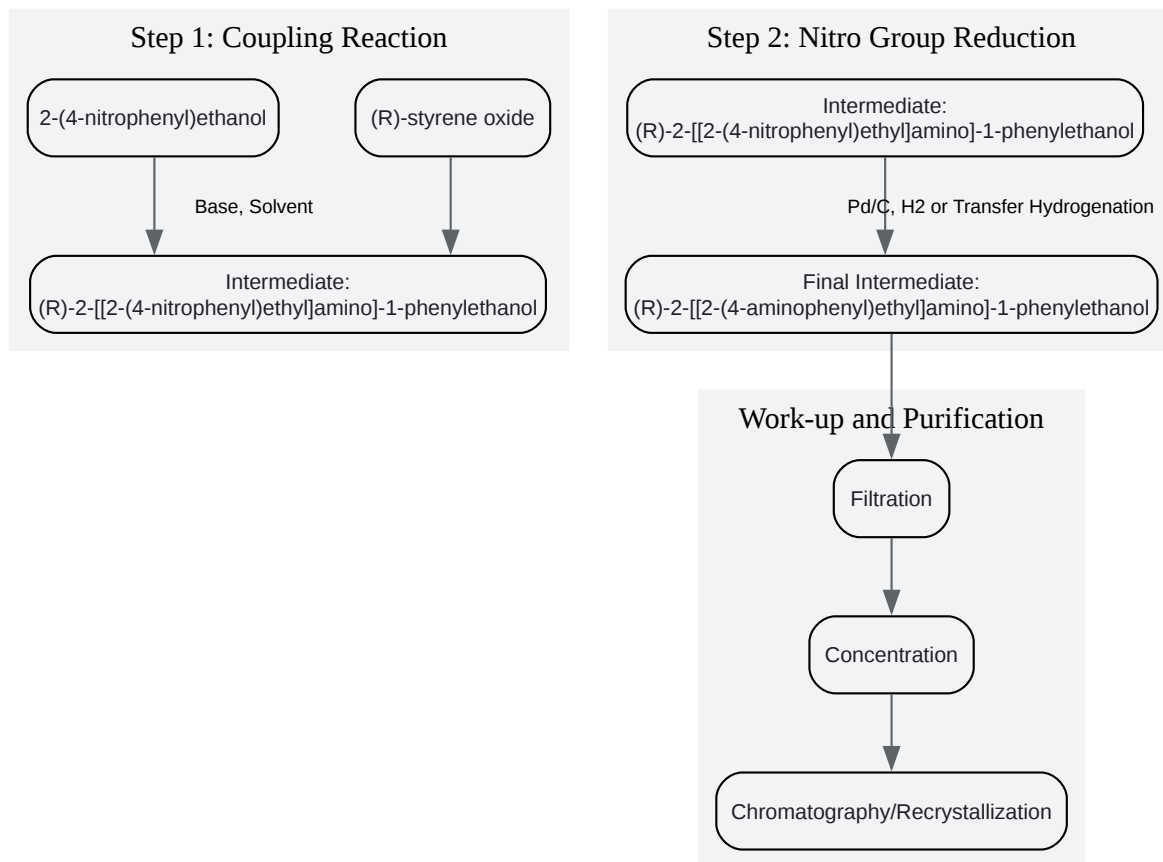 Step 1: Coupling Reaction
2-(4-nitrophenyl)ethanol
(R)-styrene oxide
Base, Solvent
Intermediate:
(R)-2-[[2-(4-nitrophenyl)ethyl]amino]-1-phenylethanol
Step 2: Nitro Group Reduction
Intermediate:
(R)-2-[[2-(4-nitrophenyl)ethyl]amino]-1-phenylethanol
Pd/C, H2 or Transfer Hydrogenation
Final Intermediate:
(R)-2-[[2-(4-aminophenyl)ethyl]amino]-1-phenylethanol
Work-up and Purification
Filtration
Concentration
Chromatography/Recrystallization